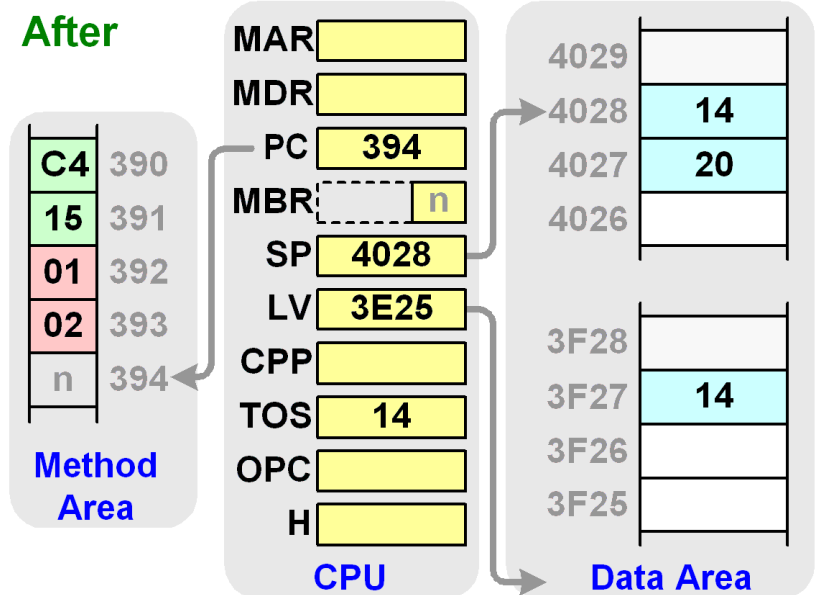 After
C4 390
15 391
01 392
02 393
n 394
Method
Area
MAR
MDR
PC 394
MBR n
SP 4028
LV 3E25
CPP
TOS 14
OPC
H
CPU
4029
4028 14
4027 20
4026
3F28
3F27 14
3F26
3F25
Data Area